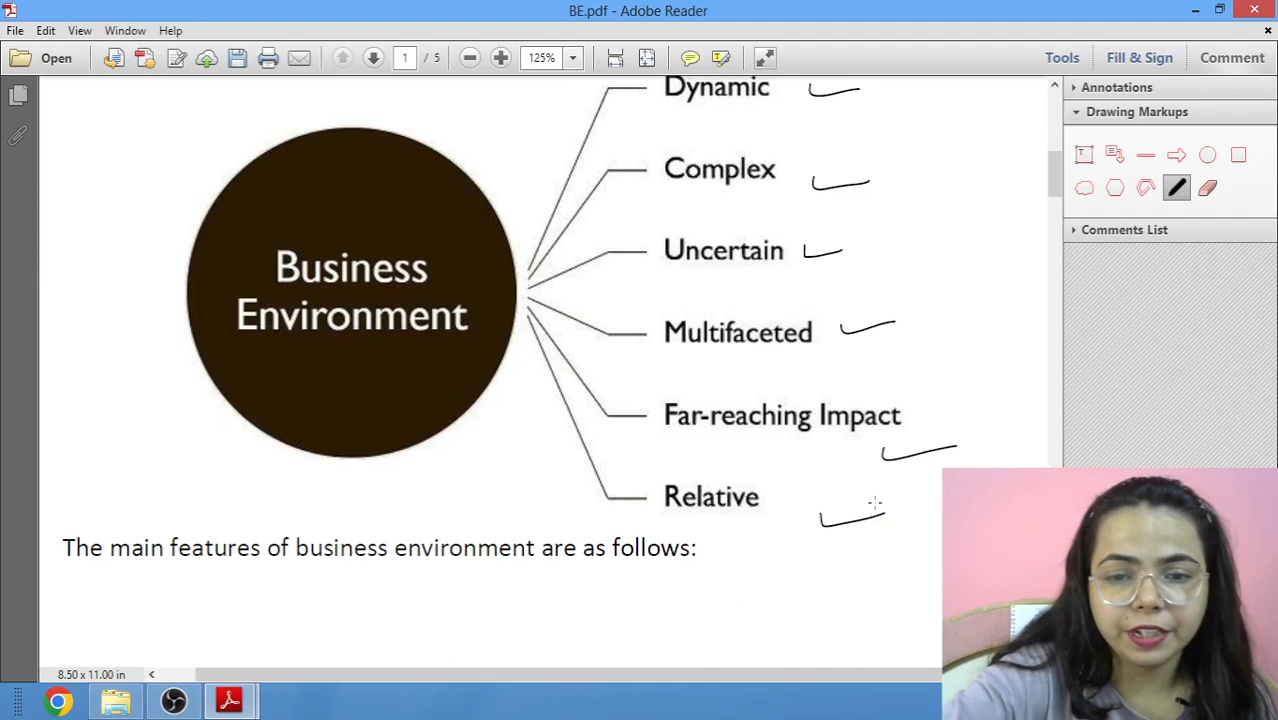 BE.pdf - Adobe Reader
File Edit View Window Help
Open 1 / 5 125% Tools Fill & Sign Comment
Annotations
Drawing Markups
T
Comments List
Business
Environment
Dynamic
Complex
Uncertain
Multifaceted
Far-reaching Impact
Relative
The main features of business environment are as follows:
8.50 x 11.00 in